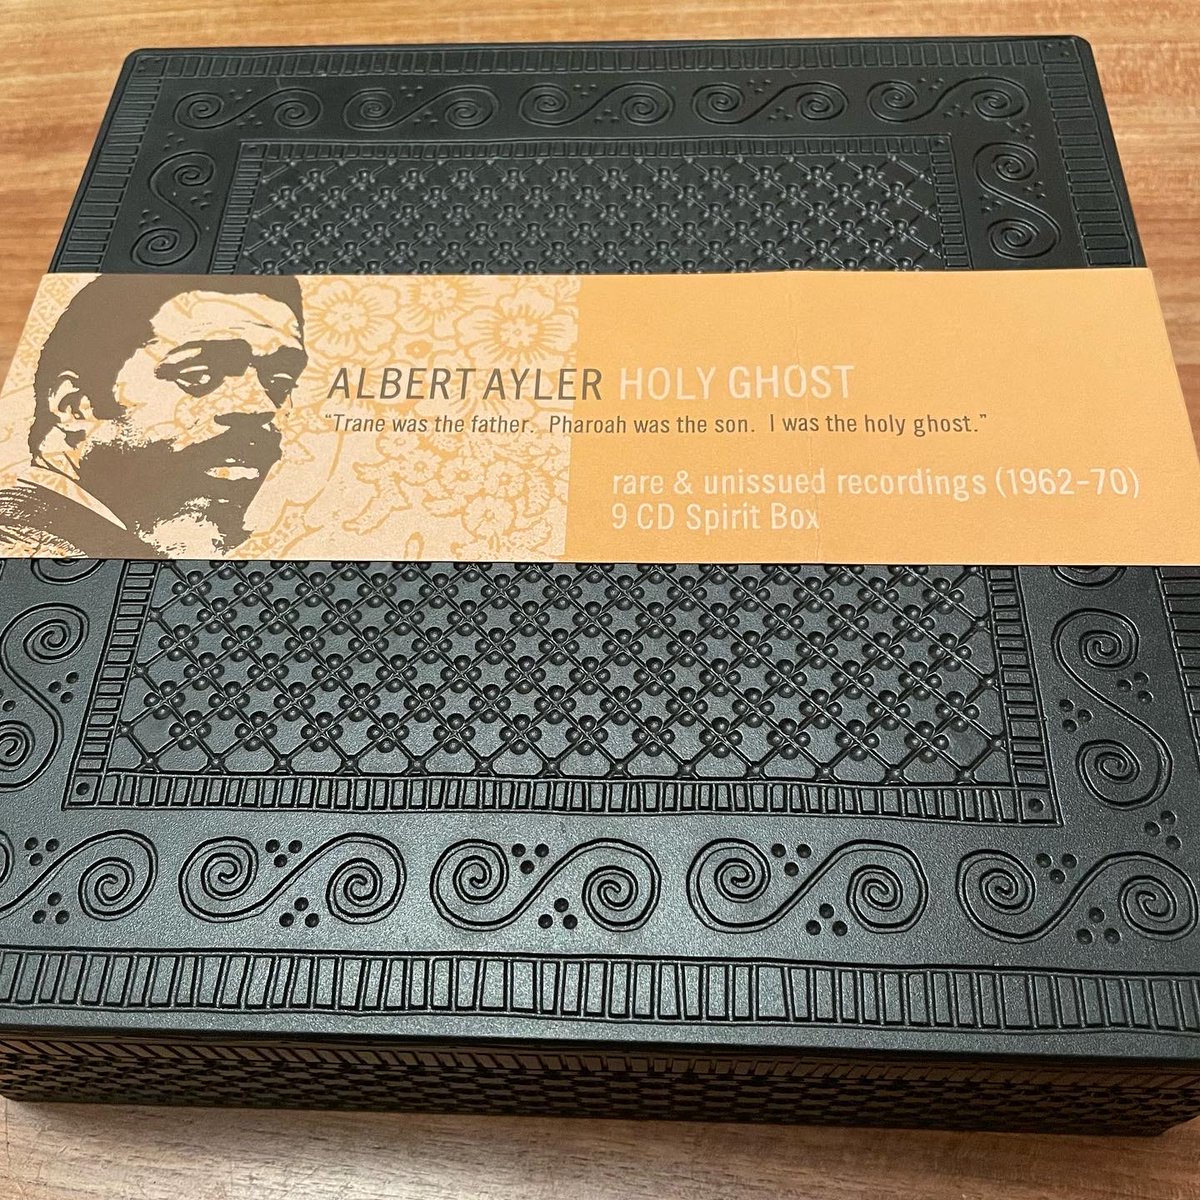 ALBERT AYLER HOLY GHOST
“Trane was the father. Pharoah was the son. I was the holy ghost.”
rare & unissued recordings (1962-70)
9 CD Spirit Box